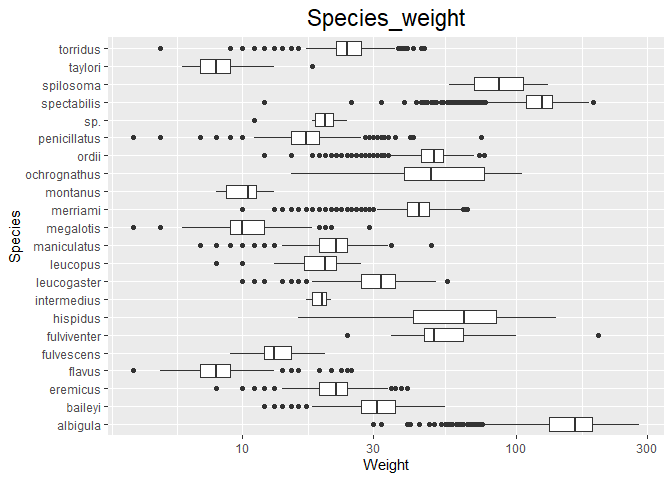 Species_weight
torridus
taylori
spilosoma
spectabilis
sp.
penicillatus
ordii
ochrognathus
montanus
merriami
megalotis
maniculatus
leucopus
leucogaster
intermedius
hispidus
fulviventer
fulvescens
flavus
eremicus
baileyi
albigula
Species
10 30 100 300
Weight